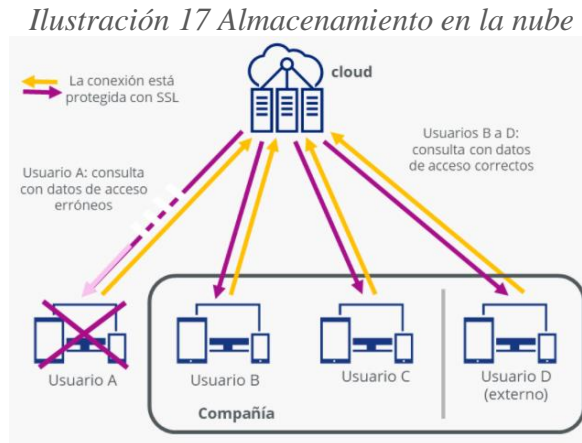 Ilustración 17 Almacenamiento en la nube
cloud
La conexión está
protegida con SSL
Usuarios B a D:
consulta con datos
de acceso correctos
Usuario A: consulta
con datos de acceso
erróneos
Usuario A
Usuario B
Usuario C
Usuario D
(externo)
Compañía